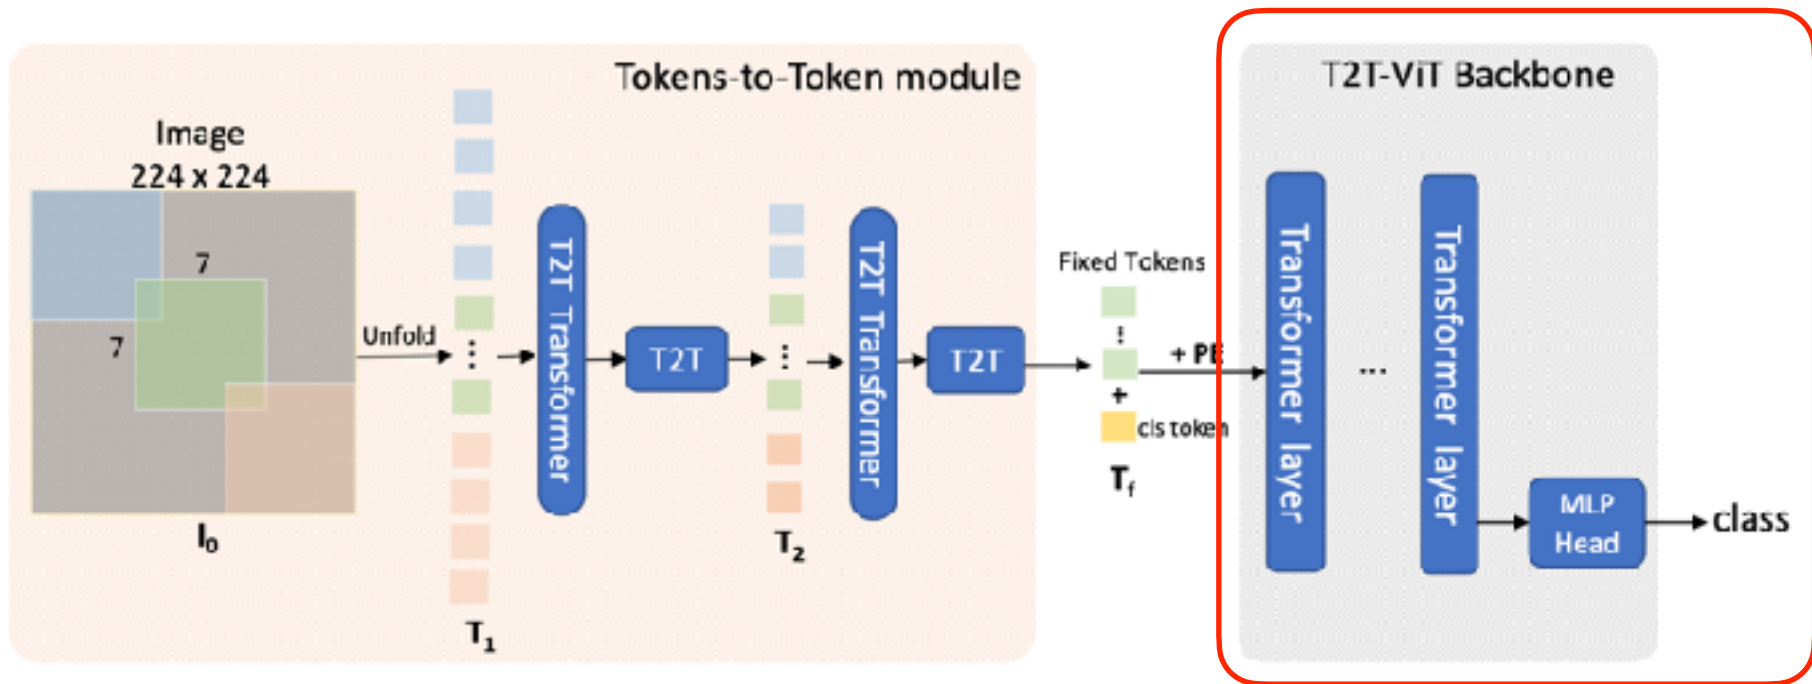 Tokens-to-Token module
Image
224 x 224
7
7
I0
Unfold
T1
T2T Transformer
T2T
T2
T2T Transformer
T2T
Fixed Tokens
+
cls token
Tf
+ PE
T2T-ViT Backbone
Transformer layer
...
Transformer layer
MLP
Head
class